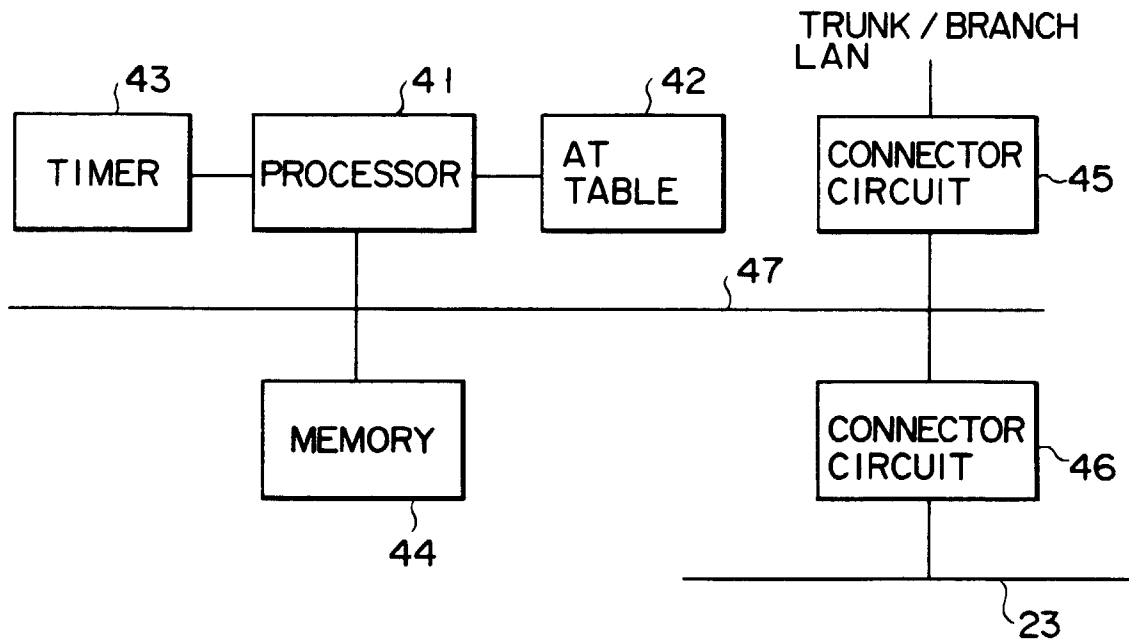 TRUNK / BRANCH
LAN
43
41
42
TIMER
PROCESSOR
AT
TABLE
CONNECTOR
CIRCUIT
45
47
MEMORY
44
CONNECTOR
CIRCUIT
46
23